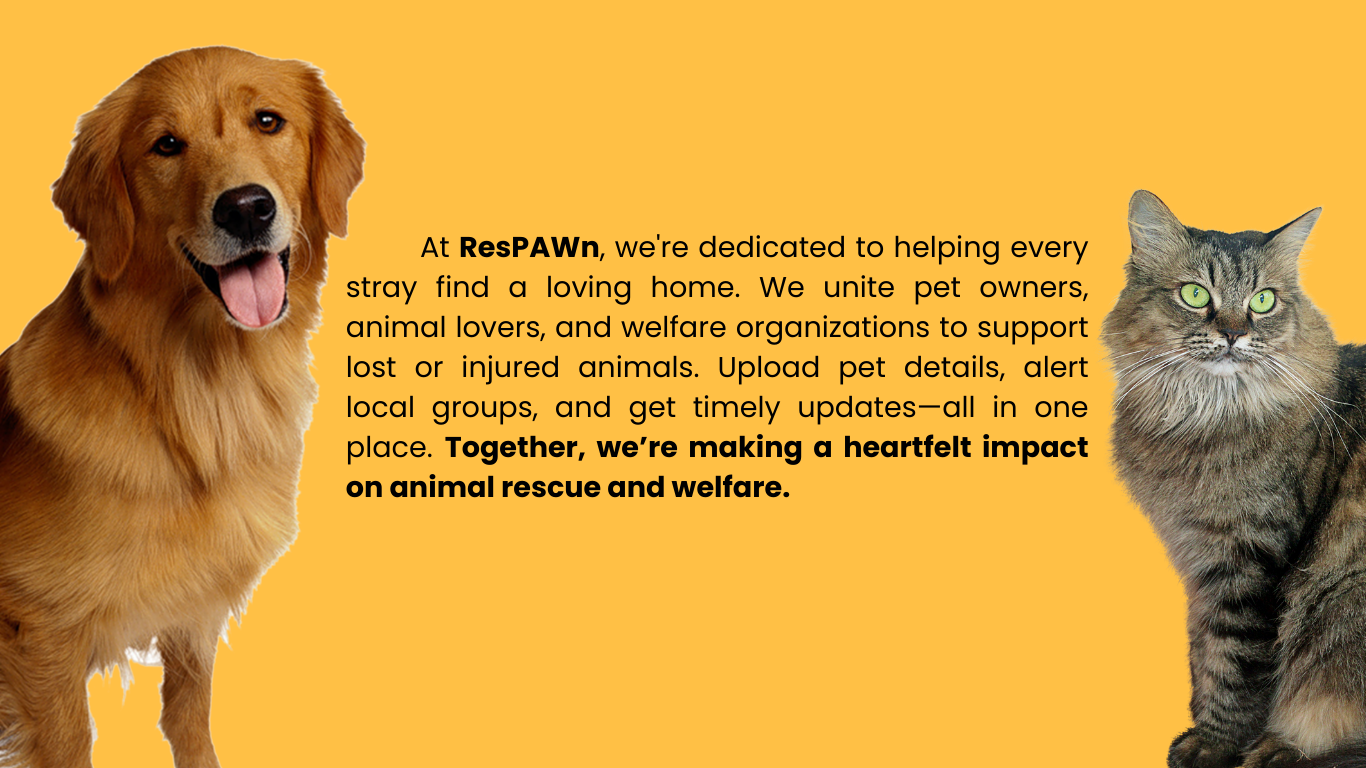 At ResPAWn, we're dedicated to helping every
stray find a loving home. We unite pet owners,
animal lovers, and welfare organizations to support
lost or injured animals. Upload pet details, alert
local groups, and get timely updates—all in one
place. Together, we’re making a heartfelt impact
on animal rescue and welfare.